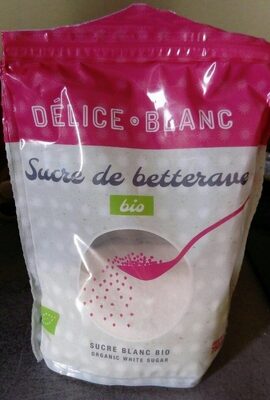 DÉLICE • BLANC
Sucre de betterave
bio
SUCRE BLANC BIO
ORGANIC WHITE SUGAR